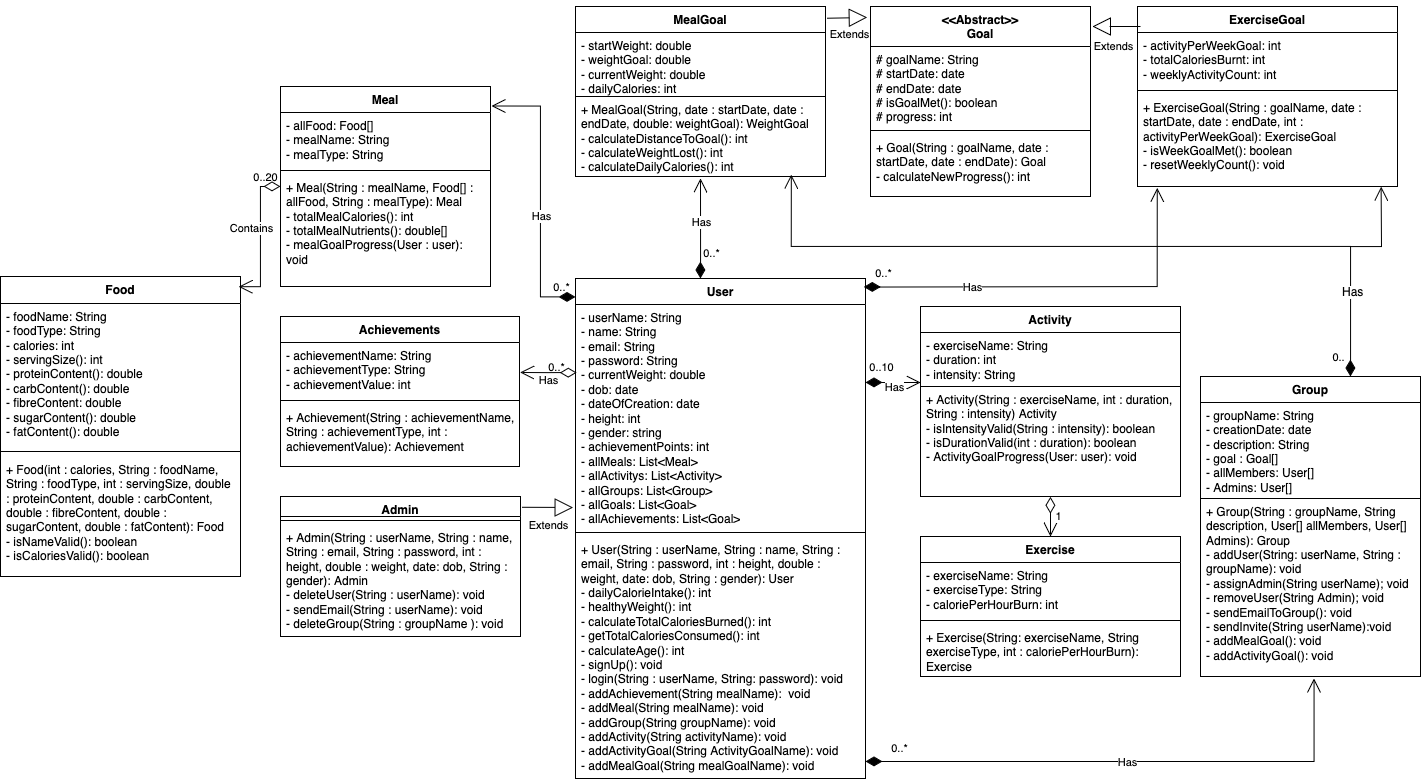 MealGoal
- startWeight: double
- weightGoal: double
- currentWeight: double
- dailyCalories: int
+ MealGoal(String, date : startDate, date :
endDate, double: weightGoal): WeightGoal
- calculateDistanceToGoal(): int
- calculateWeightLost(): int
- calculateDailyCalories(): int
Extends
<<Abstract>>
Goal
# goalName: String
# startDate: date
# endDate: date
# isGoalMet(): boolean
# progress: int
+ Goal(String : goalName, date :
startDate, date : endDate): Goal
- calculateNewProgress(): int
Extends
ExerciseGoal
- activityPerWeekGoal: int
- totalCaloriesBurnt: int
- weeklyActivityCount: int
+ ExerciseGoal(String : goalName, date :
startDate, date : endDate, int :
activityPerWeekGoal): ExerciseGoal
- isWeekGoalMet(): boolean
- resetWeeklyCount(): void
Meal
- allFood: Food[]
- mealName: String
- mealType: String
+ Meal(String : mealName, Food[] :
allFood, String : mealType): Meal
- totalMealCalories(): int
- totalMealNutrients(): double[]
- mealGoalProgress(User : user):
void
0..20
Contains
Has
0..*
Has
0..*
0..*
Has
Has
0..
Food
- foodName: String
- foodType: String
- calories: int
- servingSize(): int
- proteinContent(): double
- carbContent(): double
- fibreContent: double
- sugarContent(): double
- fatContent(): double
+ Food(int : calories, String : foodName,
String : foodType, int : servingSize, double
: proteinContent, double : carbContent,
double : fibreContent, double :
sugarContent, double : fatContent): Food
- isNameValid(): boolean
- isCaloriesValid(): boolean
Achievements
- achievementName: String
- achievementType: String
- achievementValue: int
+ Achievement(String : achievementName,
String : achievementType, int :
achievementValue): Achievement
0..*
Has
Admin
+ Admin(String : userName, String : name,
String : email, String : password, int :
height, double : weight, date: dob, String :
gender): Admin
- deleteUser(String : userName): void
- sendEmail(String : userName): void
- deleteGroup(String : groupName ): void
Extends
User
- userName: String
- name: String
- email: String
- password: String
- currentWeight: double
- dob: date
- dateOfCreation: date
- height: int
- gender: string
- achievementPoints: int
- allMeals: List<Meal>
- allActivitys: List<Activity>
- allGroups: List<Group>
- allGoals: List<Goal>
- allAchievements: List<Goal>
+ User(String : userName, String : name, String :
email, String : password, int : height, double :
weight, date: dob, String : gender): User
- dailyCalorieIntake(): int
- healthyWeight(): int
- calculateTotalCaloriesBurned(): int
- getTotalCaloriesConsumed(): int
- calculateAge(): int
- signUp(): void
- login(String : userName, String: password): void
- addAchievement(String mealName):  void
- addMeal(String mealName): void
- addGroup(String groupName): void
- addActivity(String activityName): void
- addActivityGoal(String ActivityGoalName): void
- addMealGoal(String mealGoalName): void
0..10
Has
Activity
- exerciseName: String
- duration: int
- intensity: String
+ Activity(String : exerciseName, int : duration,
String : intensity) Activity
- isIntensityValid(String : intensity): boolean
- isDurationValid(int : duration): boolean
- ActivityGoalProgress(User: user): void
1
Exercise
- exerciseName: String
- exerciseType: String
- caloriePerHourBurn: int
+ Exercise(String: exerciseName, String
exerciseType, int : caloriePerHourBurn):
Exercise
Group
- groupName: String
- creationDate: date
- description: String
- goal : Goal[]
- allMembers: User[]
- Admins: User[]
+ Group(String : groupName, String
description, User[] allMembers, User[]
Admins): Group
- addUser(String: userName, String :
groupName): void
- assignAdmin(String userName); void
- removeUser(String Admin); void
- sendEmailToGroup(): void
- sendInvite(String userName):void
- addMealGoal(): void
- addActivityGoal(): void
0..*
Has